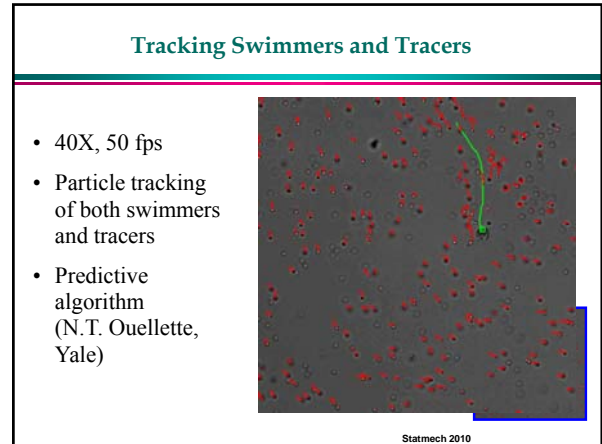 Tracking Swimmers and Tracers
• 40X, 50 fps
• Particle tracking
of both swimmers
and tracers
• Predictive
algorithm
(N.T. Ouellette,
Yale)
Statmech 2010